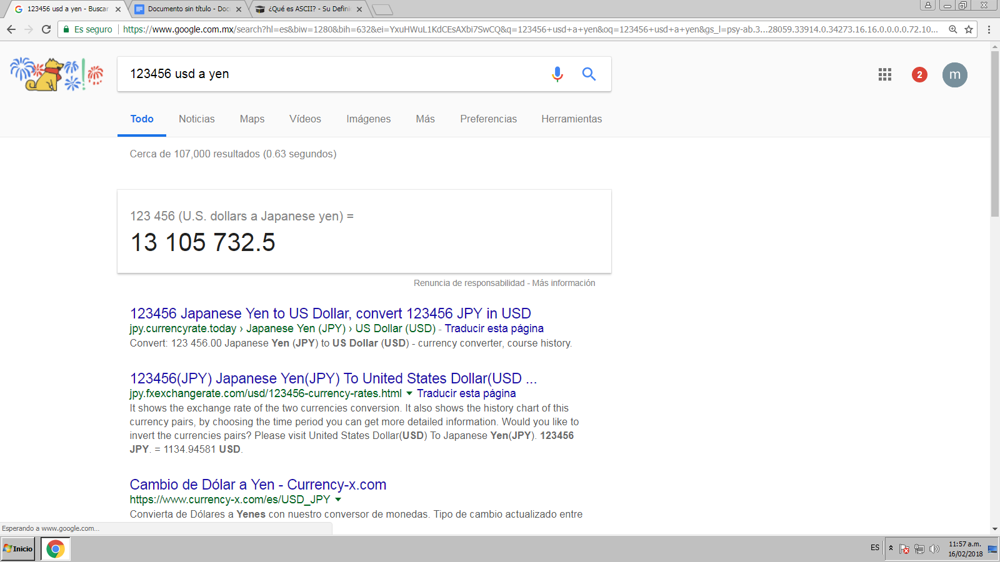 123456 usd a yen - Buscar
Documento sin título - Doc
¿Qué es ASCII? - Su Defini
Es seguro
https://www.google.com.mx/search?hl=es&biw=1280&bih=632&ei=YxuHWuL1KdCEsAXbi7SwCQ&q=123456+usd+a+yen&oq=123456+usd+a+yen&gs_l=psy-ab.3...28059.33914.0.34273.16.16.0.0.0.0.72.10...
123456 usd a yen
2
m
Todo Noticias Maps Vídeos Imágenes Más Preferencias Herramientas
Cerca de 107,000 resultados (0.63 segundos)
123 456 (U.S. dollars a Japanese yen) =
13 105 732.5
Renuncia de responsabilidad - Más información
123456 Japanese Yen to US Dollar, convert 123456 JPY in USD
jpy.currencyrate.today › Japanese Yen (JPY) › US Dollar (USD) - Traducir esta página
Convert: 123 456.00 Japanese Yen (JPY) to US Dollar (USD) - currency converter, course history.
123456(JPY) Japanese Yen(JPY) To United States Dollar(USD ...
jpy.fxexchangerate.com/usd/123456-currency-rates.html Traducir esta página
It shows the exchange rate of the two currencies conversion. It also shows the history chart of this
currency pairs, by choosing the time period you can get more detailed information. Would you like to
invert the currencies pairs? Please visit United States Dollar(USD) To Japanese Yen(JPY). 123456
JPY. = 1134.94581 USD.
Cambio de Dólar a Yen - Currency-x.com
https://www.currency-x.com/es/USD_JPY
Convierta de Dólares a Yenes con nuestro conversor de monedas. Tipo de cambio actualizado entre
Esperando a www.google.com...
Inicio
ES
11:57 a.m.
16/02/2018